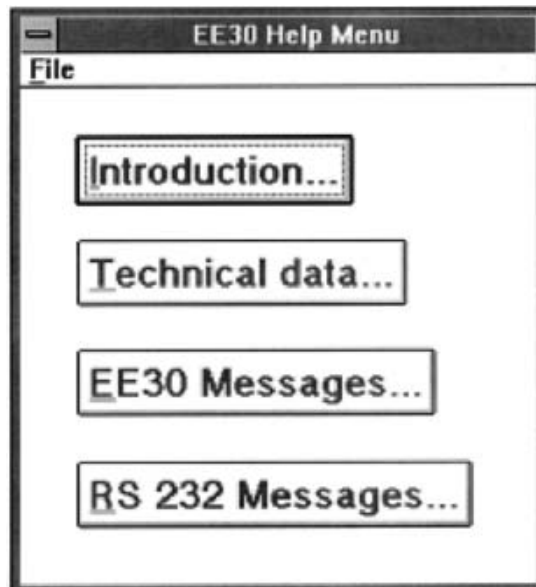 EE30 Help Menu
File
Introduction...
Technical data...
EE30 Messages...
RS 232 Messages...